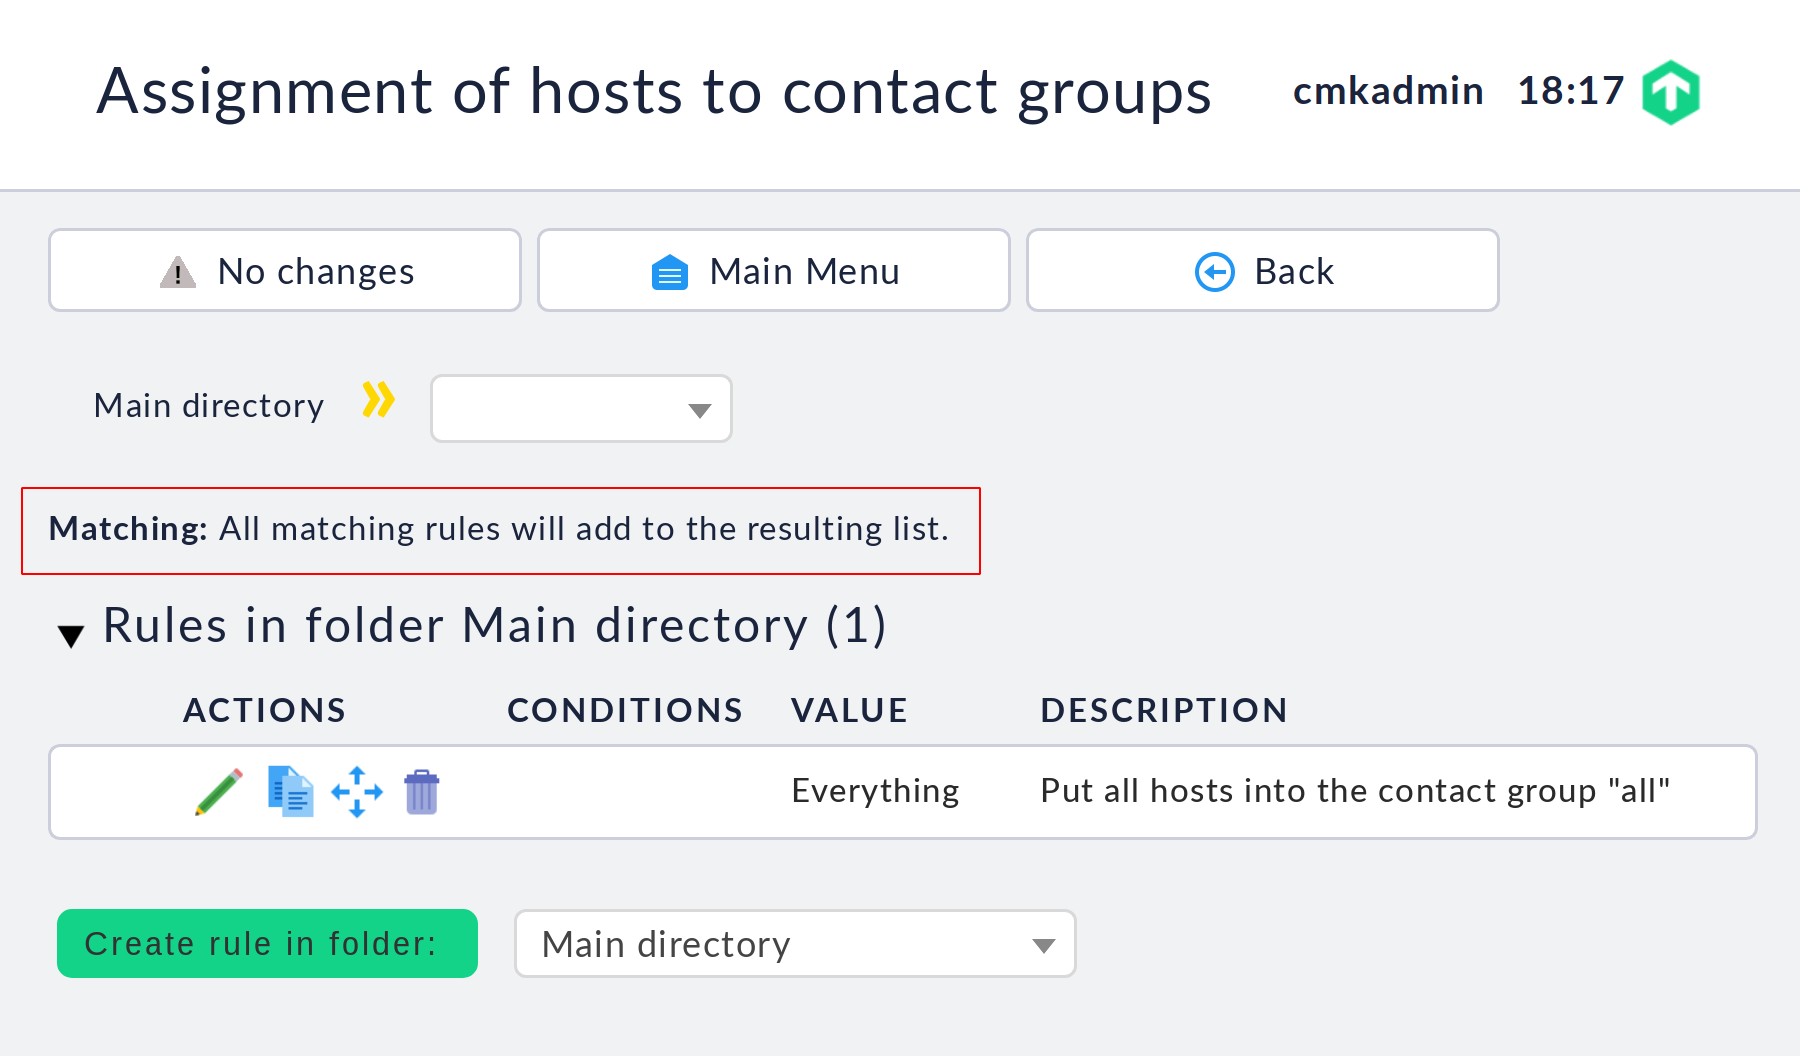 Assignment of hosts to contact groups cmkadmin 18:17
No changes Main Menu Back
Main directory
Matching: All matching rules will add to the resulting list.
Rules in folder Main directory (1)
ACTIONS CONDITIONS VALUE DESCRIPTION
Everything Put all hosts into the contact group "all"
Create rule in folder: Main directory